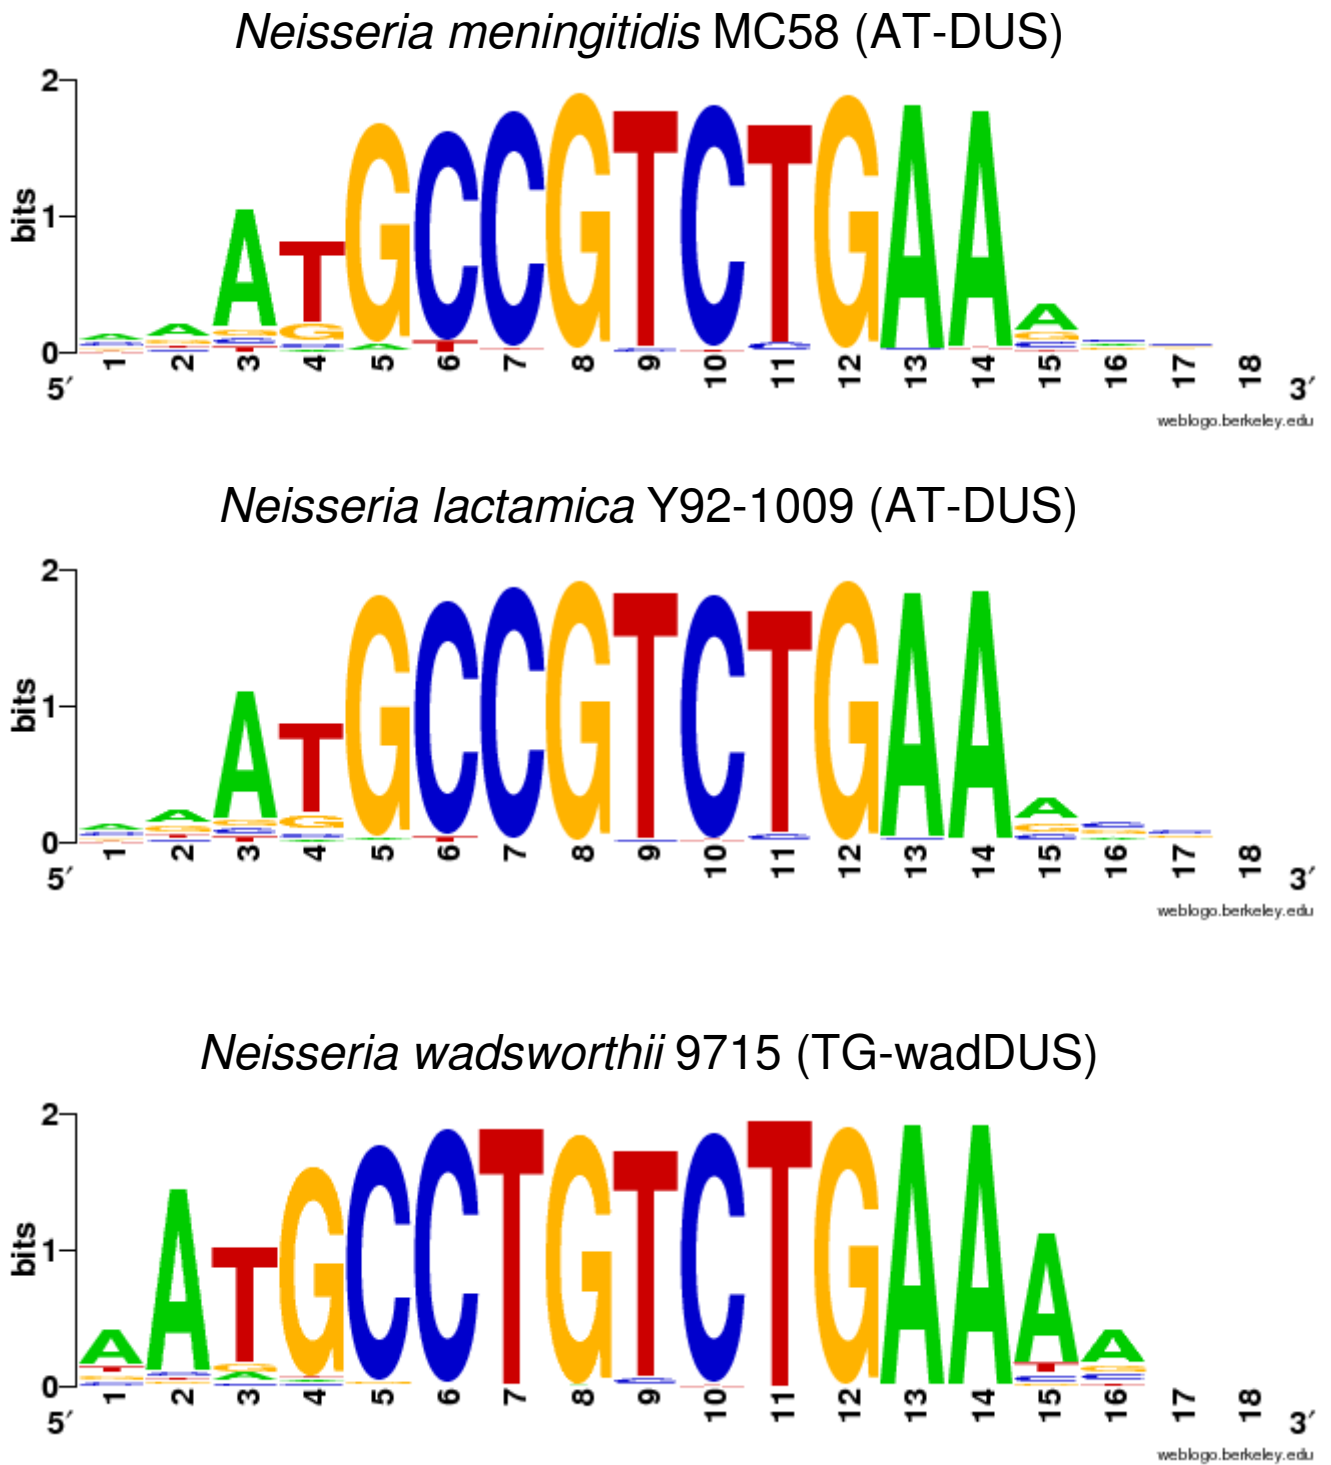 Neisseria meningitidis MC58 (AT-DUS)
2
bits
1
0
ATGCCGTCTGAAA
5′ 1 2 3 4 5 6 7 8 9 10 11 12 13 14 15 16 17 18 3′
weblogo.berkeley.edu
Neisseria lactamica Y92-1009 (AT-DUS)
2
bits
1
0
ATGCCGTCTGAAA
5′ 1 2 3 4 5 6 7 8 9 10 11 12 13 14 15 16 17 18 3′
weblogo.berkeley.edu
Neisseria wadsworthii 9715 (TG-wadDUS)
2
bits
1
0
AATGCCTGTCTGAAAA
5′ 1 2 3 4 5 6 7 8 9 10 11 12 13 14 15 16 17 18 3′
weblogo.berkeley.edu